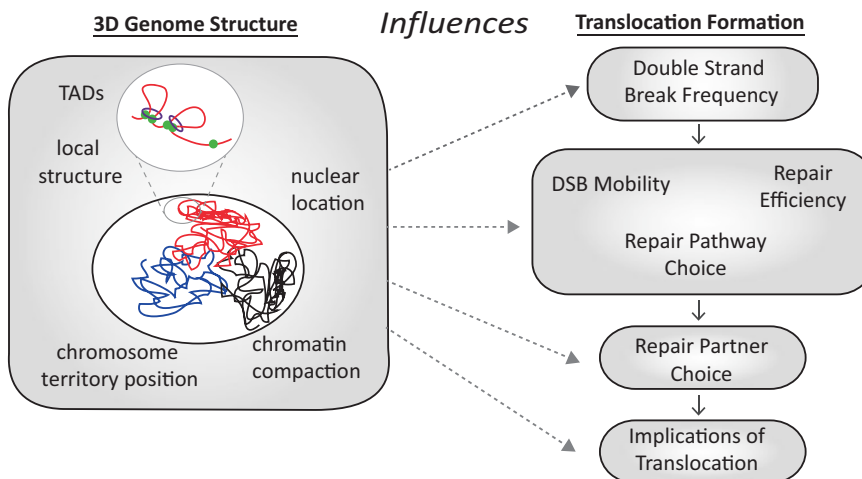 3D Genome Structure
Influences
Translocation Formation
TADs
local
structure
nuclear
location
chromosome
territory position
chromatin
compaction
Double Strand
Break Frequency
DSB Mobility
Repair
Efficiency
Repair Pathway
Choice
Repair Partner
Choice
Implications of
Translocation